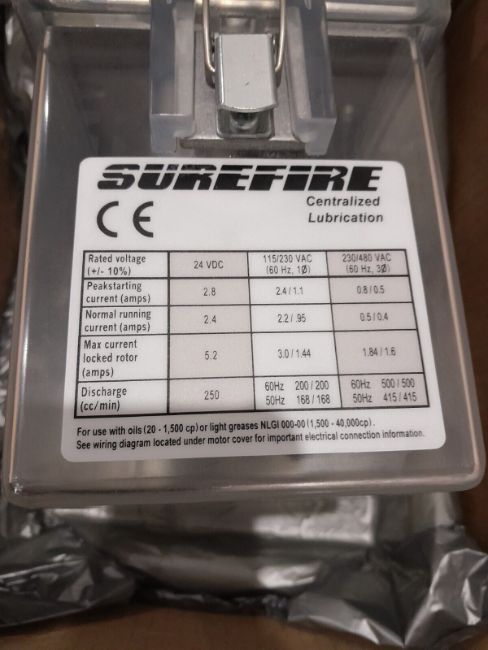 SUREFIRE
CE
Centralized
Lubrication
Rated voltage
(+/- 10%)
24 VDC
115/230 VAC
(60 Hz, 1Ø)
230/480 VAC
(60 Hz, 3Ø)
Peakstarting
current (amps)
2.8
2.4/1.1
0.8/0.5
Normal running
current (amps)
2.4
2.2/.95
0.5/0.4
Max current
locked rotor
(amps)
5.2
3.0/1.44
1.84/1.6
Discharge
(cc/min)
250
60Hz 200/200
50Hz 168/168
60Hz 500/500
50Hz 415/415
For use with oils (20 - 1,500 cp) or light greases NLGI 000-00 (1,500 - 40,000cp).
See wiring diagram located under motor cover for important electrical connection information.